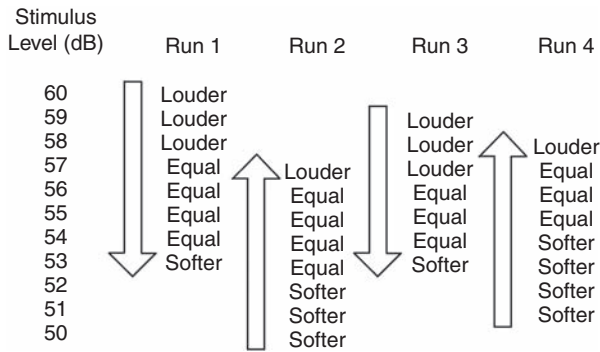 Stimulus
Level (dB) Run 1 Run 2 Run 3 Run 4
60 Louder
59 Louder Louder
58 Louder Louder Louder
57 Equal Louder Louder Equal
56 Equal Equal Equal Equal
55 Equal Equal Equal Equal
54 Equal Equal Equal Softer
53 Softer Equal Softer Softer
52 Softer Softer
51 Softer Softer
50 Softer